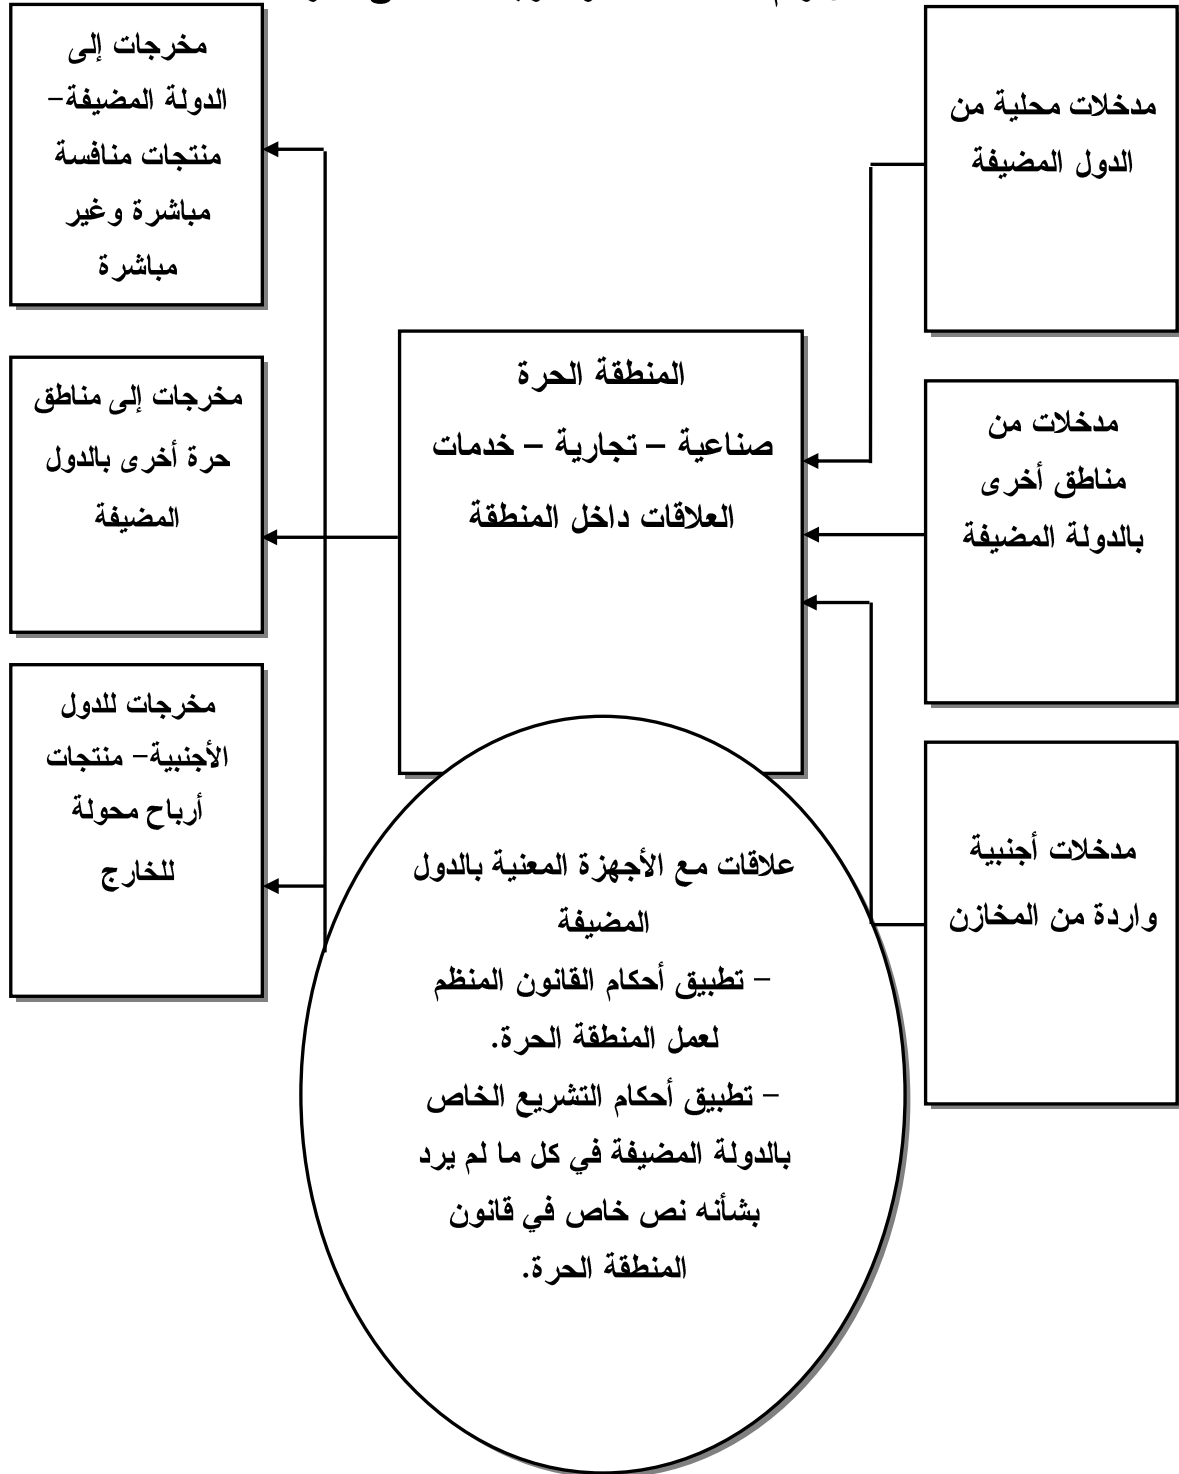 مدخلات محلية من
الدول المضيفة
مدخلات من
مناطق أخرى
بالدولة المضيفة
مدخلات أجنبية
واردة من المخازن
المنطقة الحرة
صناعية – تجارية – خدمات
العلاقات داخل المنطقة
علاقات مع الأجهزة المعنية بالدول
المضيفة
- تطبيق أحكام القانون المنظم
لعمل المنطقة الحرة.
- تطبيق أحكام التشريع الخاص
بالدولة المضيفة في كل ما لم يرد
بشأنه نص خاص في قانون
المنطقة الحرة.
مخرجات إلى
الدولة المضيفة-
منتجات منافسة
مباشرة وغير
مباشرة
مخرجات إلى مناطق
حرة أخرى بالدول
المضيفة
مخرجات للدول
الأجنبية- منتجات
أرباح محولة
للخارج